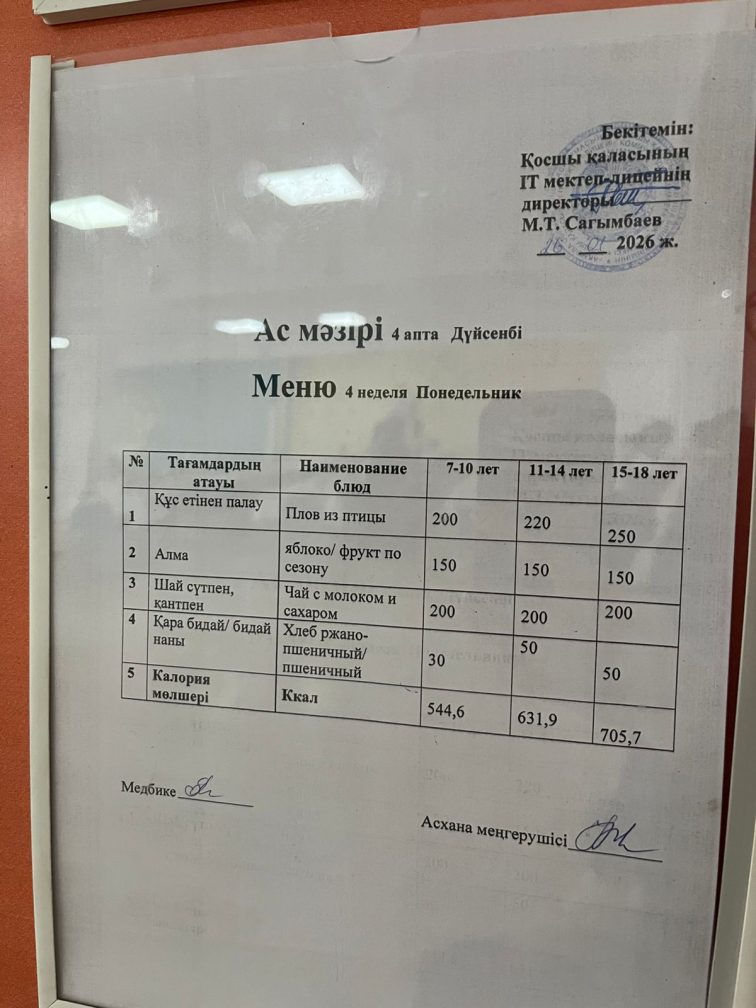 Бекітемін:
Қосшы қаласының
ІТ мектеп-лицейнің
директоры
М.Т. Сагымбаев
26 01 2026 ж.
Ас мәзірі 4 апта Дүйсенбі
Меню 4 неделя Понедельник
№ Тағамдардың атауы Наименование блюд 7-10 лет 11-14 лет 15-18 лет
1 Құс етінен палау Плов из птицы 200 220 250
2 Алма яблоко/ фрукт по сезону 150 150 150
3 Шай сүтпен, қантпен Чай с молоком и сахаром 200 200 200
4 Қара бидай/ бидай наны Хлеб ржано-пшеничный/ пшеничный 30 50 50
5 Калория мөлшері Ккал 544,6 631,9 705,7
Медбике
Асхана меңгерушісі